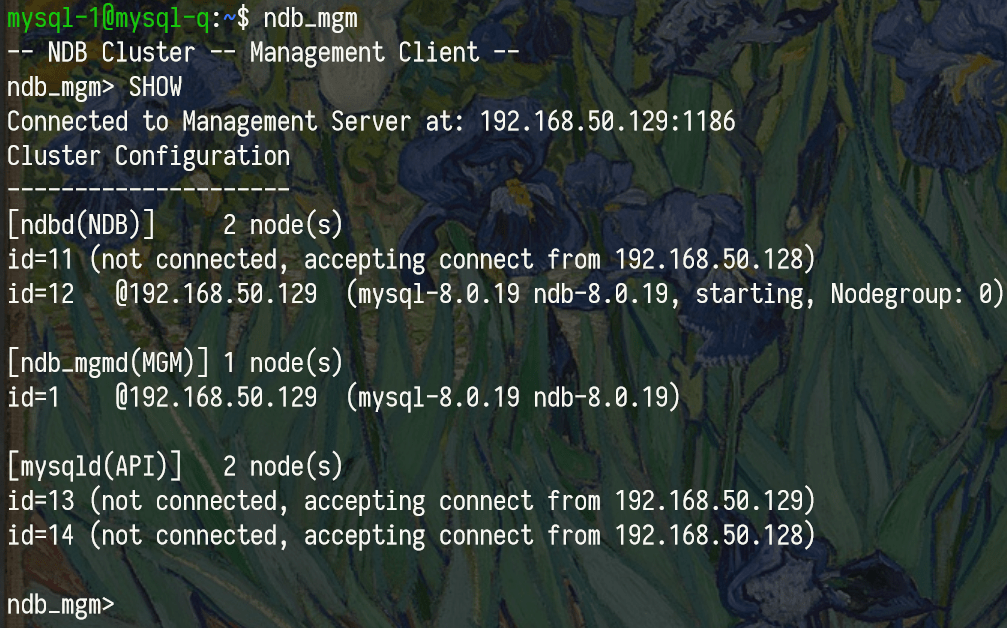 mysql-1@mysql-q:~$ ndb_mgm
-- NDB Cluster -- Management Client --
ndb_mgm> SHOW
Connected to Management Server at: 192.168.50.129:1186
Cluster Configuration
---------------------
[ndbd(NDB)]     2 node(s)
id=11 (not connected, accepting connect from 192.168.50.128)
id=12   @192.168.50.129  (mysql-8.0.19 ndb-8.0.19, starting, Nodegroup: 0)
[ndb_mgmd(MGM)] 1 node(s)
id=1    @192.168.50.129  (mysql-8.0.19 ndb-8.0.19)
[mysqld(API)]   2 node(s)
id=13 (not connected, accepting connect from 192.168.50.129)
id=14 (not connected, accepting connect from 192.168.50.128)
ndb_mgm>